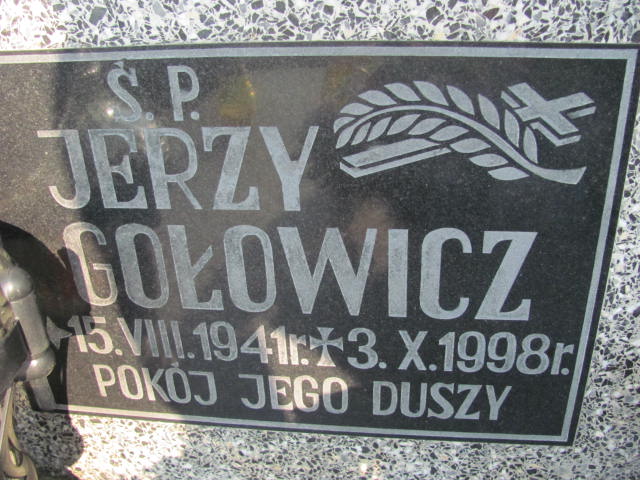 Ś. P.
JERZY
GOŁOWICZ
15. VIII. 1941r. ✝ 3. X. 1998r.
POKÓJ JEGO DUSZY